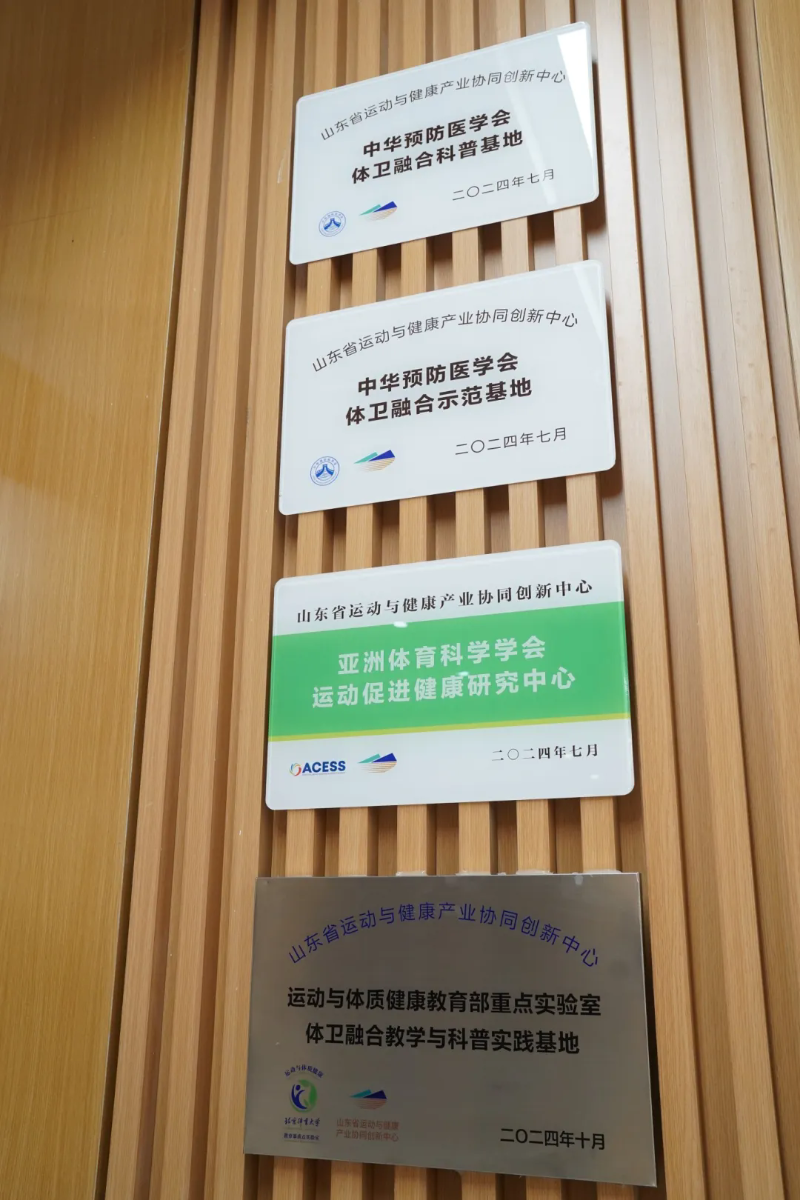 山东省运动与健康产业协同创新中心
中华预防医学会
体卫融合科普基地
二〇二四年七月
山东省运动与健康产业协同创新中心
中华预防医学会
体卫融合示范基地
二〇二四年七月
山东省运动与健康产业协同创新中心
亚洲体育科学学会
运动促进健康研究中心
ACESS
二〇二四年七月
山东省运动与健康产业协同创新中心
运动与体质健康教育部重点实验室
体卫融合教学与科普实践基地
运动与体质健康
北京体育大学
山东省运动与健康
产业协同创新中心
二〇二四年十月